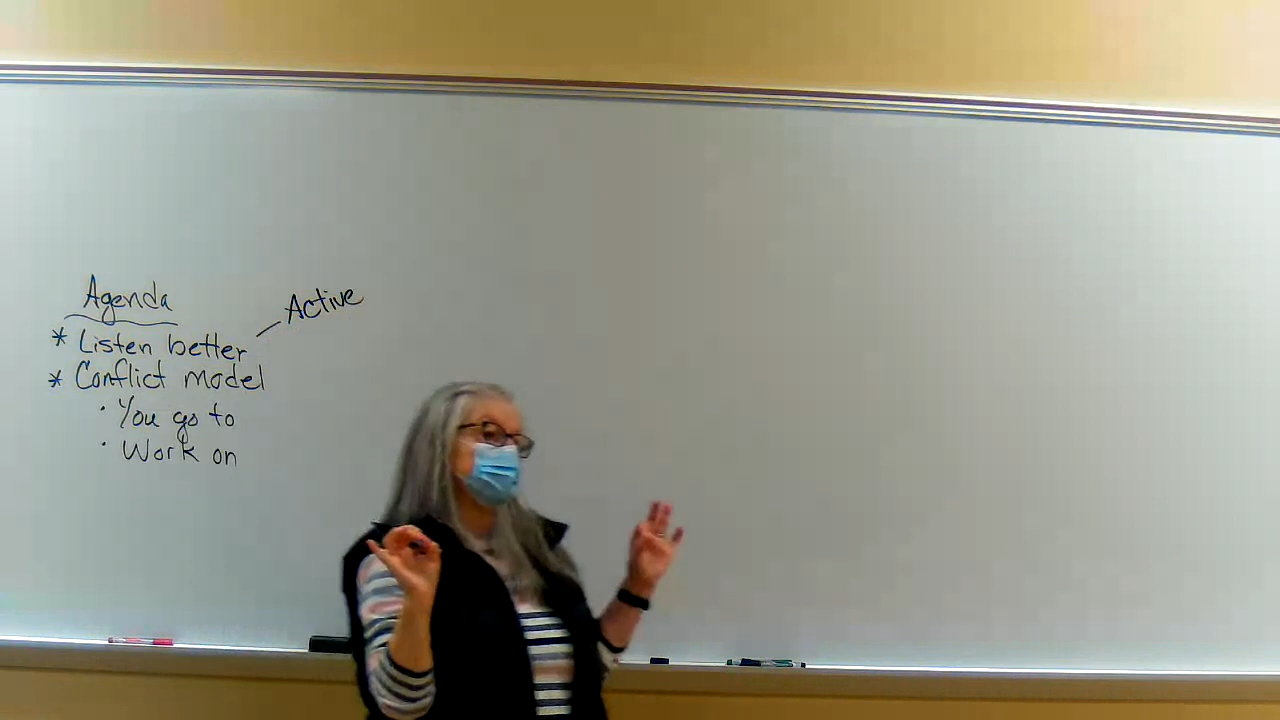 Agenda
* Listen better – Active
* Conflict model
· You go to
· Work on